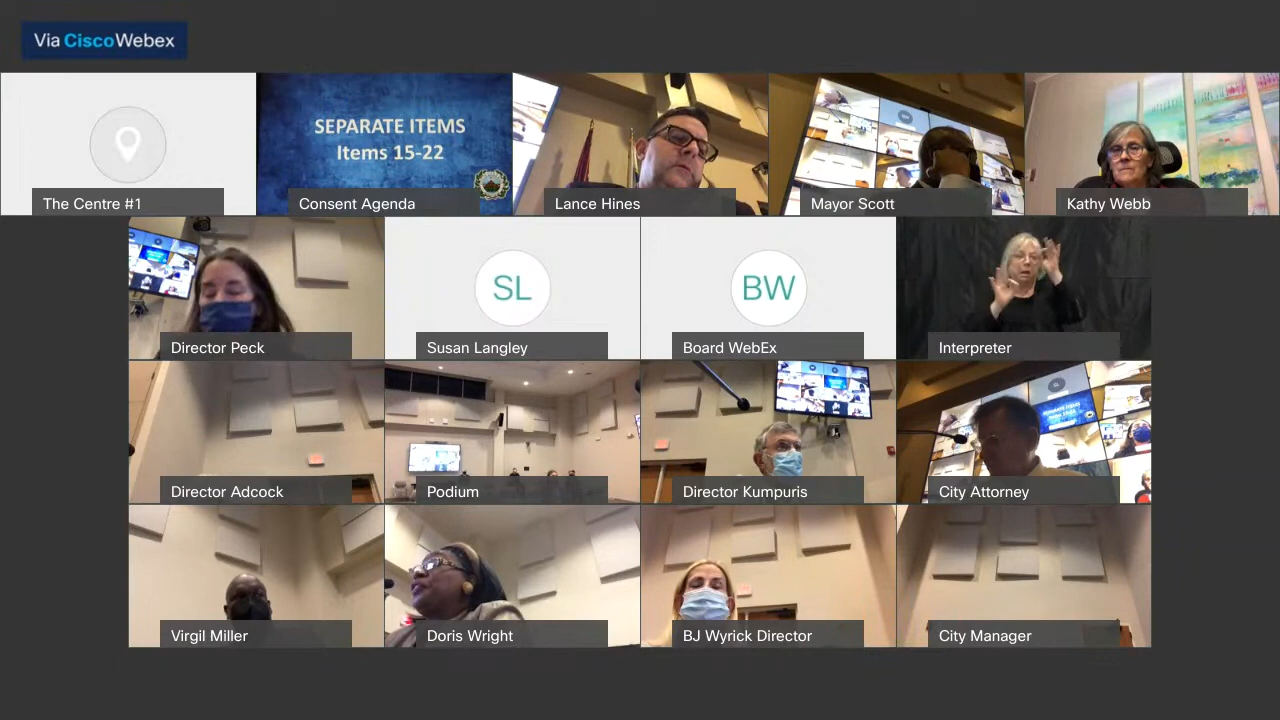 Via Cisco Webex
SEPARATE ITEMS
Items 15-22
The Centre #1
Consent Agenda
Lance Hines
Mayor Scott
Kathy Webb
SL
BW
Director Peck
Susan Langley
Board WebEx
Interpreter
Director Adcock
Podium
Director Kumpuris
City Attorney
Virgil Miller
Doris Wright
BJ Wyrick Director
City Manager